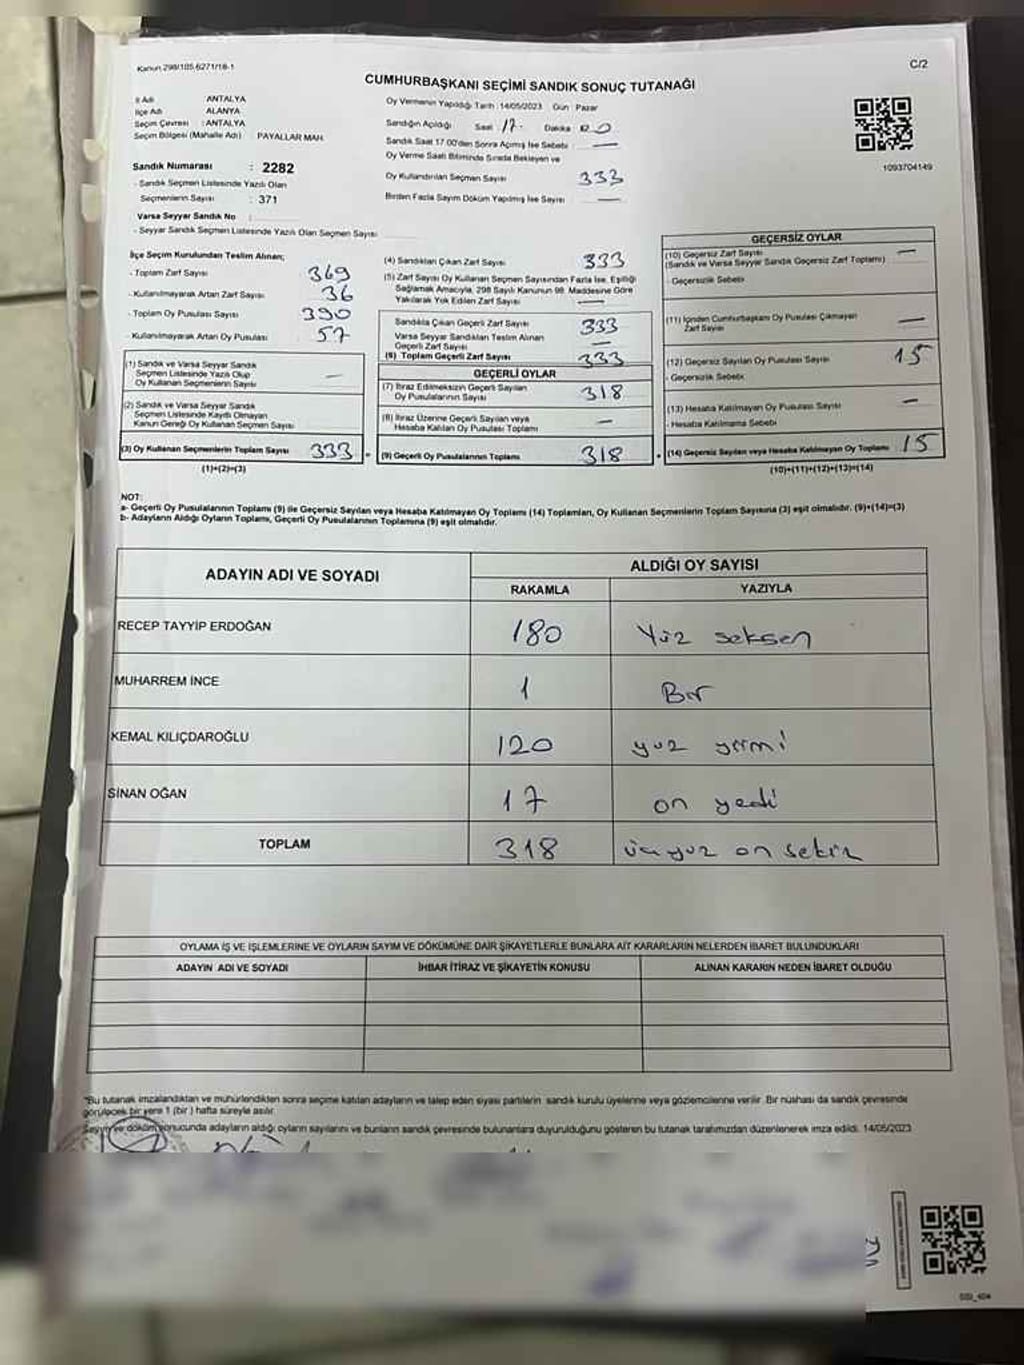 Kanun 298/105.6271/18-1
C/2
CUMHURBAŞKANI SEÇİMİ SANDIK SONUÇ TUTANAĞI
İl Adı ANTALYA
İlçe Adı ALANYA
Seçim Çevresi : ANTALYA
Seçim Bölgesi (Mahalle Adı) PAYALLAR MAH.
Sandık Numarası : 2282
- Sandık Seçmen Listesinde Yazılı Olan
Seçmenlerin Sayısı : 371
Varsa Seyyar Sandık No :
- Seyyar Sandık Seçmen Listesinde Yazılı Olan Seçmen Sayısı
Oy Vermenin Yapıldığı Tarih : 14/05/2023 Gün : Pazar
Sandığın Açıldığı Saat 17. Dakika
Sandık Saat 17.00'den Sonra Açılmış İse Sebebi : —
Oy Verme Saati Bitiminde Sırada Bekleyen ve
Oy Kullandırılan Seçmen Sayısı : 333
Birden Fazla Sayım Döküm Yapılmış İse Sayısı —
1093704149
İlçe Seçim Kurulundan Teslim Alınan;
- Toplam Zarf Sayısı 369
- Kullanılmayarak Artan Zarf Sayısı 36
- Toplam Oy Pusulası Sayısı 390
- Kullanılmayarak Artan Oy Pusulası 57
(1) Sandık ve Varsa Seyyar Sandık
Seçmen Listesinde Yazılı Olup
Oy Kullanan Seçmenlerin Sayısı —
(2) Sandık ve Varsa Seyyar Sandık
Seçmen Listesinde Kayıtlı Olmayan
Kanun Gereği Oy Kullanan Seçmen Sayısı
(3) Oy Kullanan Seçmenlerin Toplam Sayısı 333
(1)+(2)=(3)
(4) Sandıktan Çıkan Zarf Sayısı 333
(5) Zarf Sayısı Oy Kullanan Seçmen Sayısından Fazla İse, Eşitliği
Sağlamak Amacıyla, 298 Sayılı Kanunun 98. Maddesine Göre
Yakılarak Yok Edilen Zarf Sayısı —
Sandıkta Çıkan Geçerli Zarf Sayısı 333
Varsa Seyyar Sandıktan Teslim Alınan
Geçerli Zarf Sayısı —
(6) Toplam Geçerli Zarf Sayısı 333
GEÇERLİ OYLAR
(7) İtiraz Edilmeksizin Geçerli Sayılan
Oy Pusulalarının Sayısı 318
(8) İtiraz Üzerine Geçerli Sayılan veya
Hesaba Katılan Oy Pusulası Toplamı —
(9) Geçerli Oy Pusulalarının Toplamı 318
GEÇERSİZ OYLAR
(10) Geçersiz Zarf Sayısı
(Sandık ve Varsa Seyyar Sandık Geçersiz Zarf Toplamı) —
- Geçersizlik Sebebi
(11) İçinden Cumhurbaşkanı Oy Pusulası Çıkmayan
Zarf Sayısı —
(12) Geçersiz Sayılan Oy Pusulası Sayısı 15
- Geçersizlik Sebebi
(13) Hesaba Katılmayan Oy Pusulası Sayısı —
- Hesaba Katılmama Sebebi
(14) Geçersiz Sayılan veya Hesaba Katılmayan Oy Toplamı 15
(10)+(11)+(12)+(13)=(14)
NOT:
a- Geçerli Oy Pusulalarının Toplamı (9) ile Geçersiz Sayılan veya Hesaba Katılmayan Oy Toplamı (14) Toplamları, Oy Kullanan Seçmenlerin Toplam Sayısına (3) eşit olmalıdır. (9)+(14)=(3)
b- Adayların Aldığı Oyların Toplamı, Geçerli Oy Pusulalarının Toplamına (9) eşit olmalıdır.
ADAYIN ADI VE SOYADI ALDIĞI OY SAYISI
RAKAMLA YAZIYLA
RECEP TAYYİP ERDOĞAN 180 Yüz seksen
MUHARREM İNCE 1 Bir
KEMAL KILIÇDAROĞLU 120 yüz yirmi
SİNAN OĞAN 17 on yedi
TOPLAM 318 üçyüz on sekiz
OYLAMA İŞ VE İŞLEMLERİNE VE OYLARIN SAYIM VE DÖKÜMÜNE DAİR ŞİKAYETLERLE BUNLARA AİT KARARLARIN NELERDEN İBARET BULUNDUKLARI
ADAYIN ADI VE SOYADI İHBAR İTİRAZ VE ŞİKAYETİN KONUSU ALINAN KARARIN NEDEN İBARET OLDUĞU
*Bu tutanak imzalandıktan ve mühürlendikten sonra seçime katılan adayların ve talep eden siyasi partilerin sandık kurulu üyelerine veya gözlemcilerine verilir. Bir nüshası da sandık çevresinde
görülecek bir yere 1 (bir) hafta süreyle asılır.
Sayım ve döküm sonucunda adayların aldığı oyların sayılarını ve bunların sandık çevresinde bulunanlara duyurulduğunu gösteren bu tutanak tarafımızdan düzenlenerek imza edildi. 14/05/2023